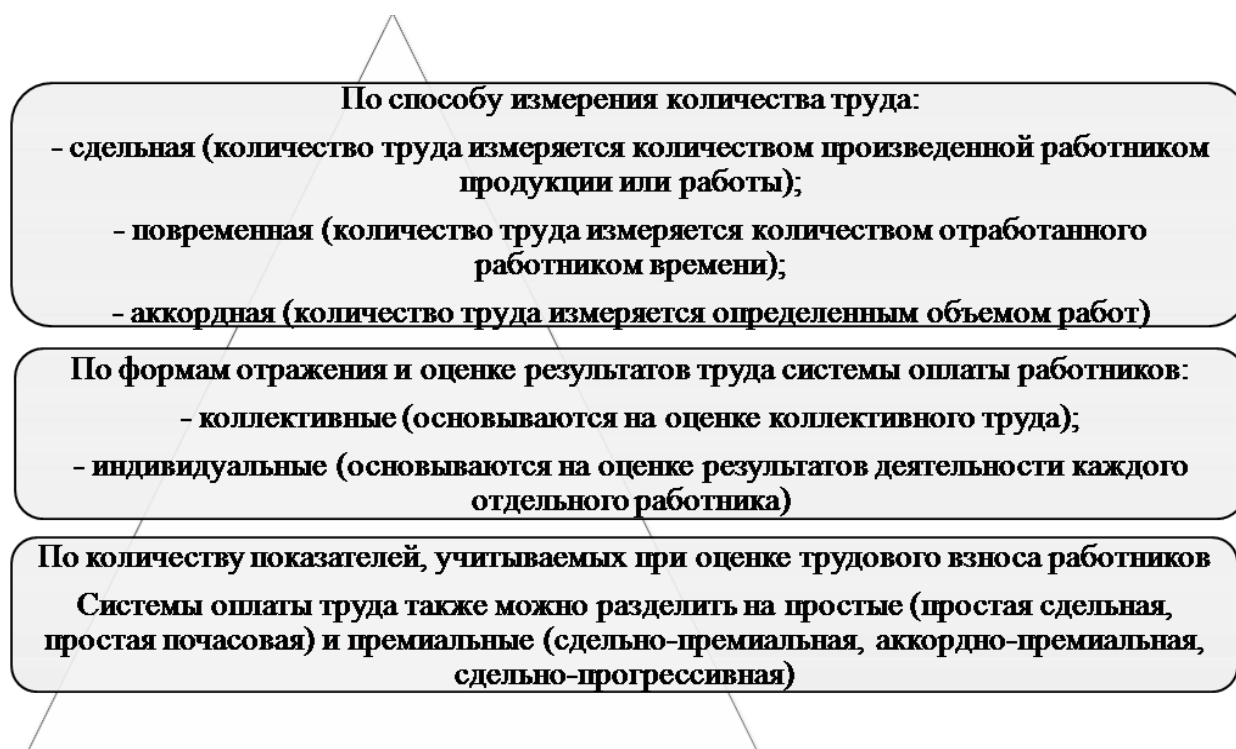 По способу измерения количества труда:
- сдельная (количество труда измеряется количеством произведенной работником
продукции или работы);
- повременная (количество труда измеряется количеством отработанного
работником времени);
- аккордная (количество труда измеряется определенным объемом работ)
По формам отражения и оценке результатов труда системы оплаты работников:
- коллективные (основываются на оценке коллективного труда);
- индивидуальные (основываются на оценке результатов деятельности каждого
отдельного работника)
По количеству показателей, учитываемых при оценке трудового взноса работников
Системы оплаты труда также можно разделить на простые (простая сдельная,
простая почасовая) и премиальные (сдельно-премиальная, аккордно-премиальная,
сдельно-прогрессивная)